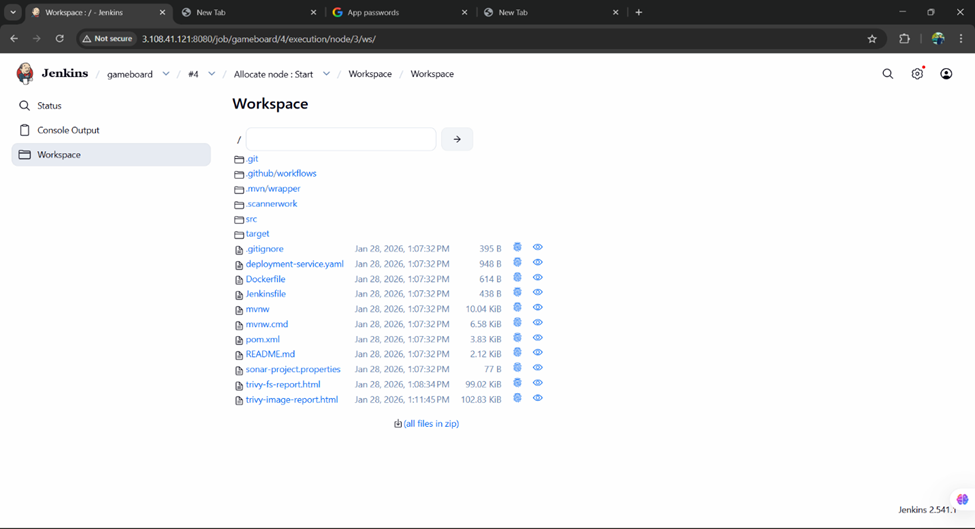 Workspace : / - Jenkins
New Tab
App passwords
New Tab
Not secure 3.108.41.121:8080/job/gameboard/4/execution/node/3/ws/
Jenkins / gameboard / #4 / Allocate node : Start / Workspace / Workspace
Status
Console Output
Workspace
Workspace
/
.git
.github/workflows
.mvn/wrapper
.scannerwork
src
target
.gitignore Jan 28, 2026, 1:07:32 PM 395 B
deployment-service.yaml Jan 28, 2026, 1:07:32 PM 948 B
Dockerfile Jan 28, 2026, 1:07:32 PM 614 B
Jenkinsfile Jan 28, 2026, 1:07:32 PM 438 B
mvnw Jan 28, 2026, 1:07:32 PM 10.04 KiB
mvnw.cmd Jan 28, 2026, 1:07:32 PM 6.58 KiB
pom.xml Jan 28, 2026, 1:07:32 PM 3.83 KiB
README.md Jan 28, 2026, 1:07:32 PM 2.12 KiB
sonar-project.properties Jan 28, 2026, 1:07:32 PM 77 B
trivy-fs-report.html Jan 28, 2026, 1:08:34 PM 99.02 KiB
trivy-image-report.html Jan 28, 2026, 1:11:45 PM 102.83 KiB
(all files in zip)
Jenkins 2.541.1